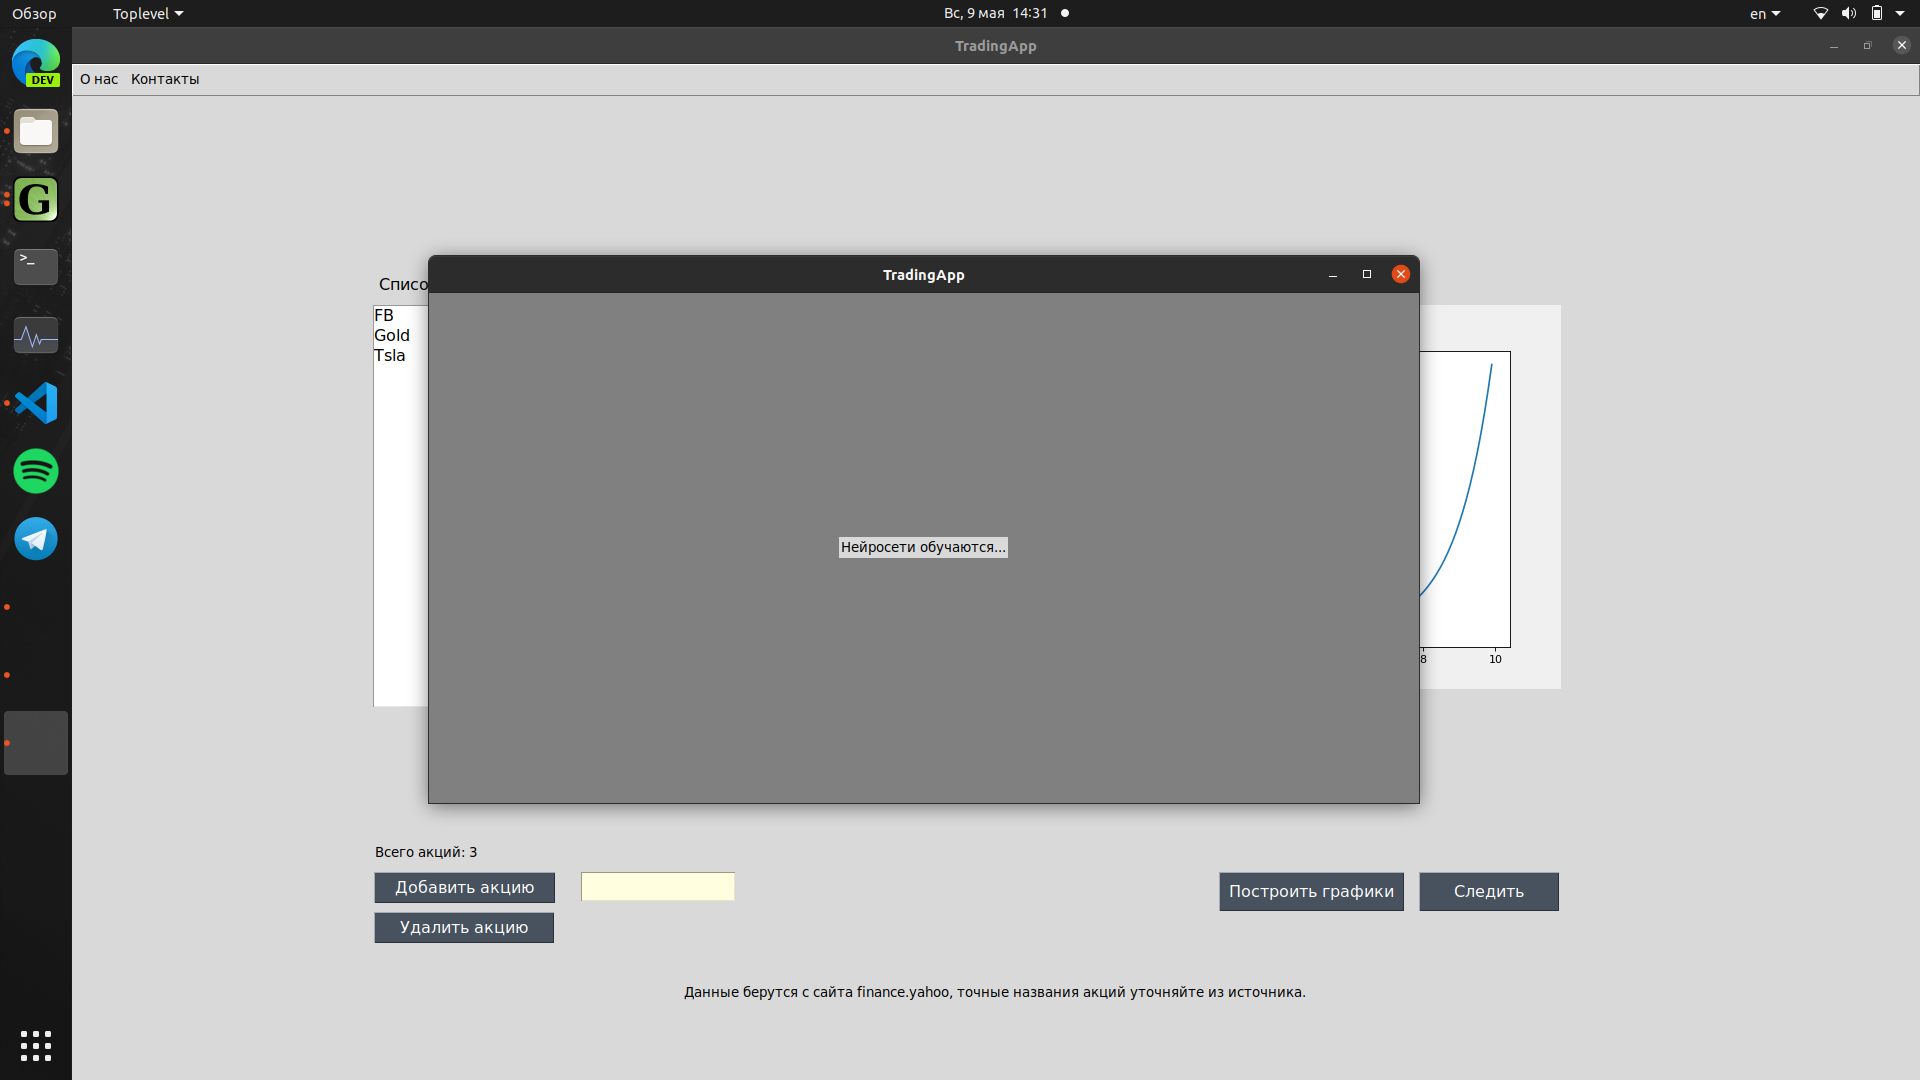 Обзор
Toplevel
Вс, 9 мая 14:31
en
TradingApp
О нас Контакты
DEV
G
>_
TradingApp
FB
Gold
Tsla
Нейросети обучаются...
8 10
Всего акций: 3
Добавить акцию
Удалить акцию
Построить графики
Следить
Данные берутся с сайта finance.yahoo, точные названия акций уточняйте из источника.